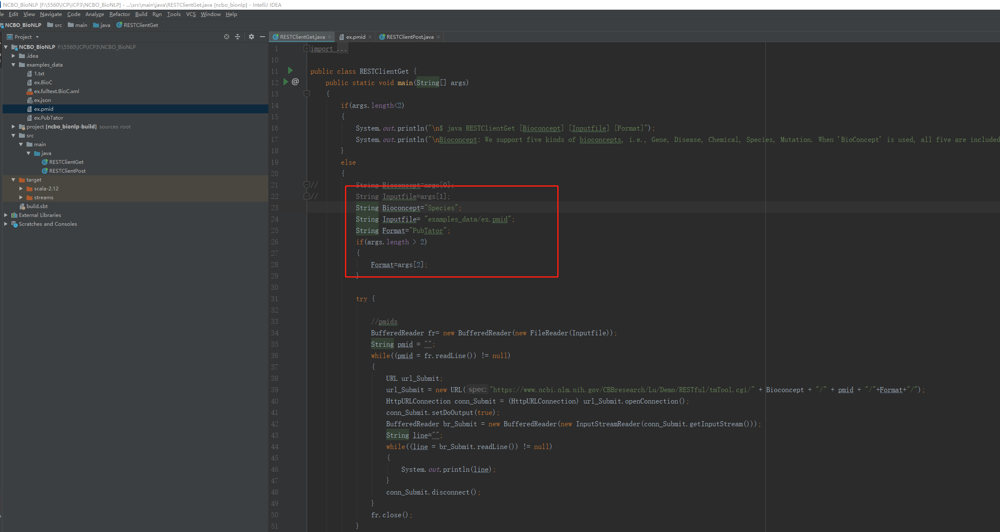 NCBO_BioNLP [F:\5560\ICP\ICP3\NCBO_BioNLP] - ...\src\main\java\RESTClientGet.java [ncbo_bionlp] - IntelliJ IDEA
Edit View Navigate Code Analyze Refactor Build Run Tools VCS Window Help
NCBO_BioNLP src main java RESTClientGet
Project
RESTClientGet.java ex.pmid RESTClientPost.java
NCBO_BioNLP F:\5560\ICP\ICP3\NCBO_BioNLP
.idea
examples_data
1.txt
ex.BioC
ex.fulltext.BioC.xml
ex.json
ex.pmid
ex.PubTator
project [ncbo_bionlp-build] sources root
src
main
java
RESTClientGet
RESTClientPost
target
scala-2.12
streams
build.sbt
External Libraries
Scratches and Consoles
1 import ...
10
11 public class RESTClientGet {
12 @ public static void main(String[] args)
13 {
14 if(args.length<2)
15 {
16 System.out.println("\n$ java RESTClientGet [Bioconcept] [Inputfile] [Format]");
17 System.out.println("\nBioconcept: We support five kinds of bioconcepts, i.e., Gene, Disease, Chemical, Species, Mutation. When 'BioConcept' is used, all five are included
18 }
19 else
20 {
21 // String Bioconcept=args[0];
22 // String Inputfile=args[1];
23 String Bioconcept="Species";
24 String Inputfile= "examples_data/ex.pmid";
25 String Format="PubTator";
26 if(args.length > 2)
27 {
28 Format=args[2];
29 }
30
31 try {
32
33 //pmids
34 BufferedReader fr= new BufferedReader(new FileReader(Inputfile));
35 String pmid = "";
36 while((pmid = fr.readLine()) != null)
37 {
38 URL url_Submit;
39 url_Submit = new URL( spec: "https://www.ncbi.nlm.nih.gov/CBBresearch/Lu/Demo/RESTful/tmTool.cgi/" + Bioconcept + "/" + pmid + "/"+Format+"/");
40 HttpURLConnection conn_Submit = (HttpURLConnection) url_Submit.openConnection();
41 conn_Submit.setDoOutput(true);
42 BufferedReader br_Submit = new BufferedReader(new InputStreamReader(conn_Submit.getInputStream()));
43 String line="";
44 while((line = br_Submit.readLine()) != null)
45 {
46 System.out.println(line);
47 }
48 conn_Submit.disconnect();
49 }
50 fr.close();
51 }